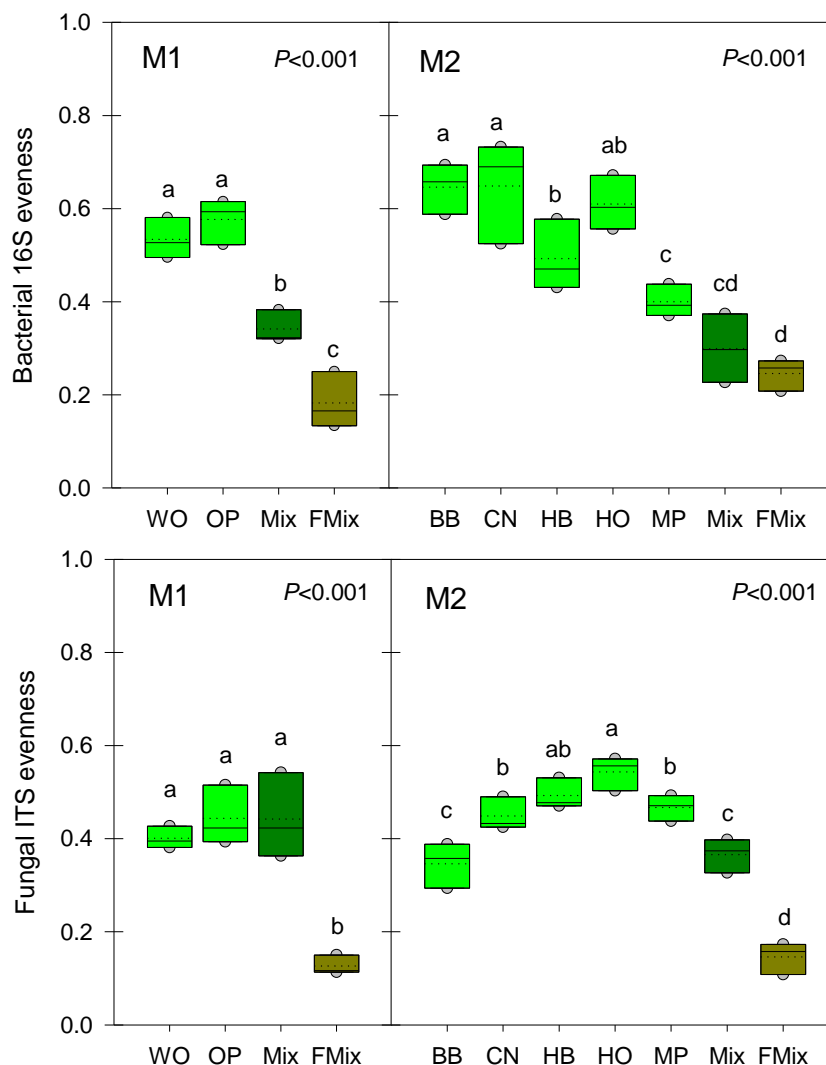 1.0
M1
P<0.001
M2
P<0.001
0.8
a
a
ab
a
a
b
0.6
b
c
cd
0.4
c
d
0.2
0.0
Bacterial 16S eveness
WO OP Mix FMix BB CN HB HO MP Mix FMix
1.0
M1
P<0.001
M2
P<0.001
0.8
a
a
a
a
ab
b
b
0.6
c
c
0.4
b
d
0.2
0.0
Fungal ITS evenness
WO OP Mix FMix BB CN HB HO MP Mix FMix